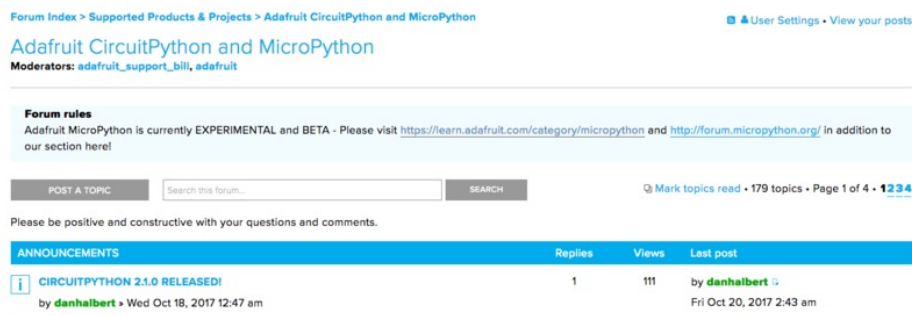 Forum Index > Supported Products & Projects > Adafruit CircuitPython and MicroPython
User Settings • View your posts
Adafruit CircuitPython and MicroPython
Moderators: adafruit_support_bill, adafruit
Forum rules
Adafruit MicroPython is currently EXPERIMENTAL and BETA - Please visit https://learn.adafruit.com/category/micropython and http://forum.micropython.org/ in addition to
our section here!
POST A TOPIC
Search this forum...
SEARCH
Mark topics read • 179 topics • Page 1 of 4 • 1 2 3 4
Please be positive and constructive with your questions and comments.
ANNOUNCEMENTS Replies Views Last post
i CIRCUITPYTHON 2.1.0 RELEASED! 1 111 by danhalbert
by danhalbert » Wed Oct 18, 2017 12:47 am Fri Oct 20, 2017 2:43 am